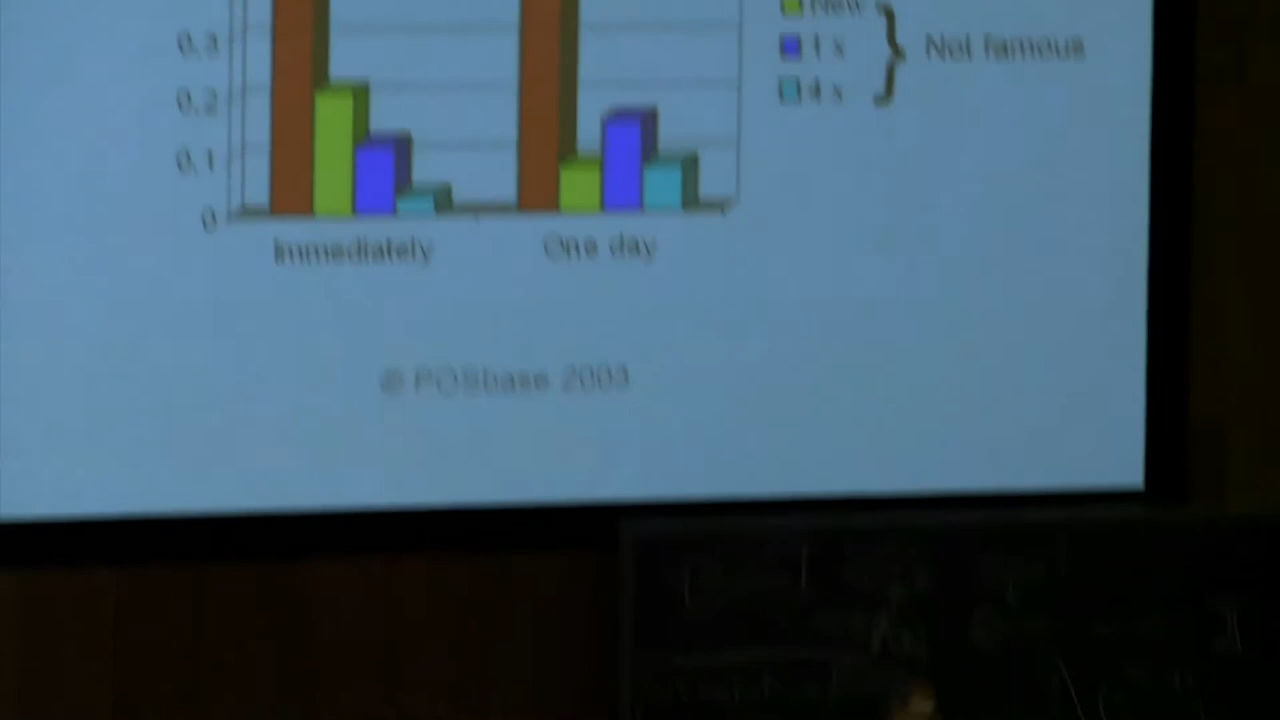 0,3
0,2
0,1
0
Immediately
One day
New
1 x
4 x
Not famous
© POSbase 2003